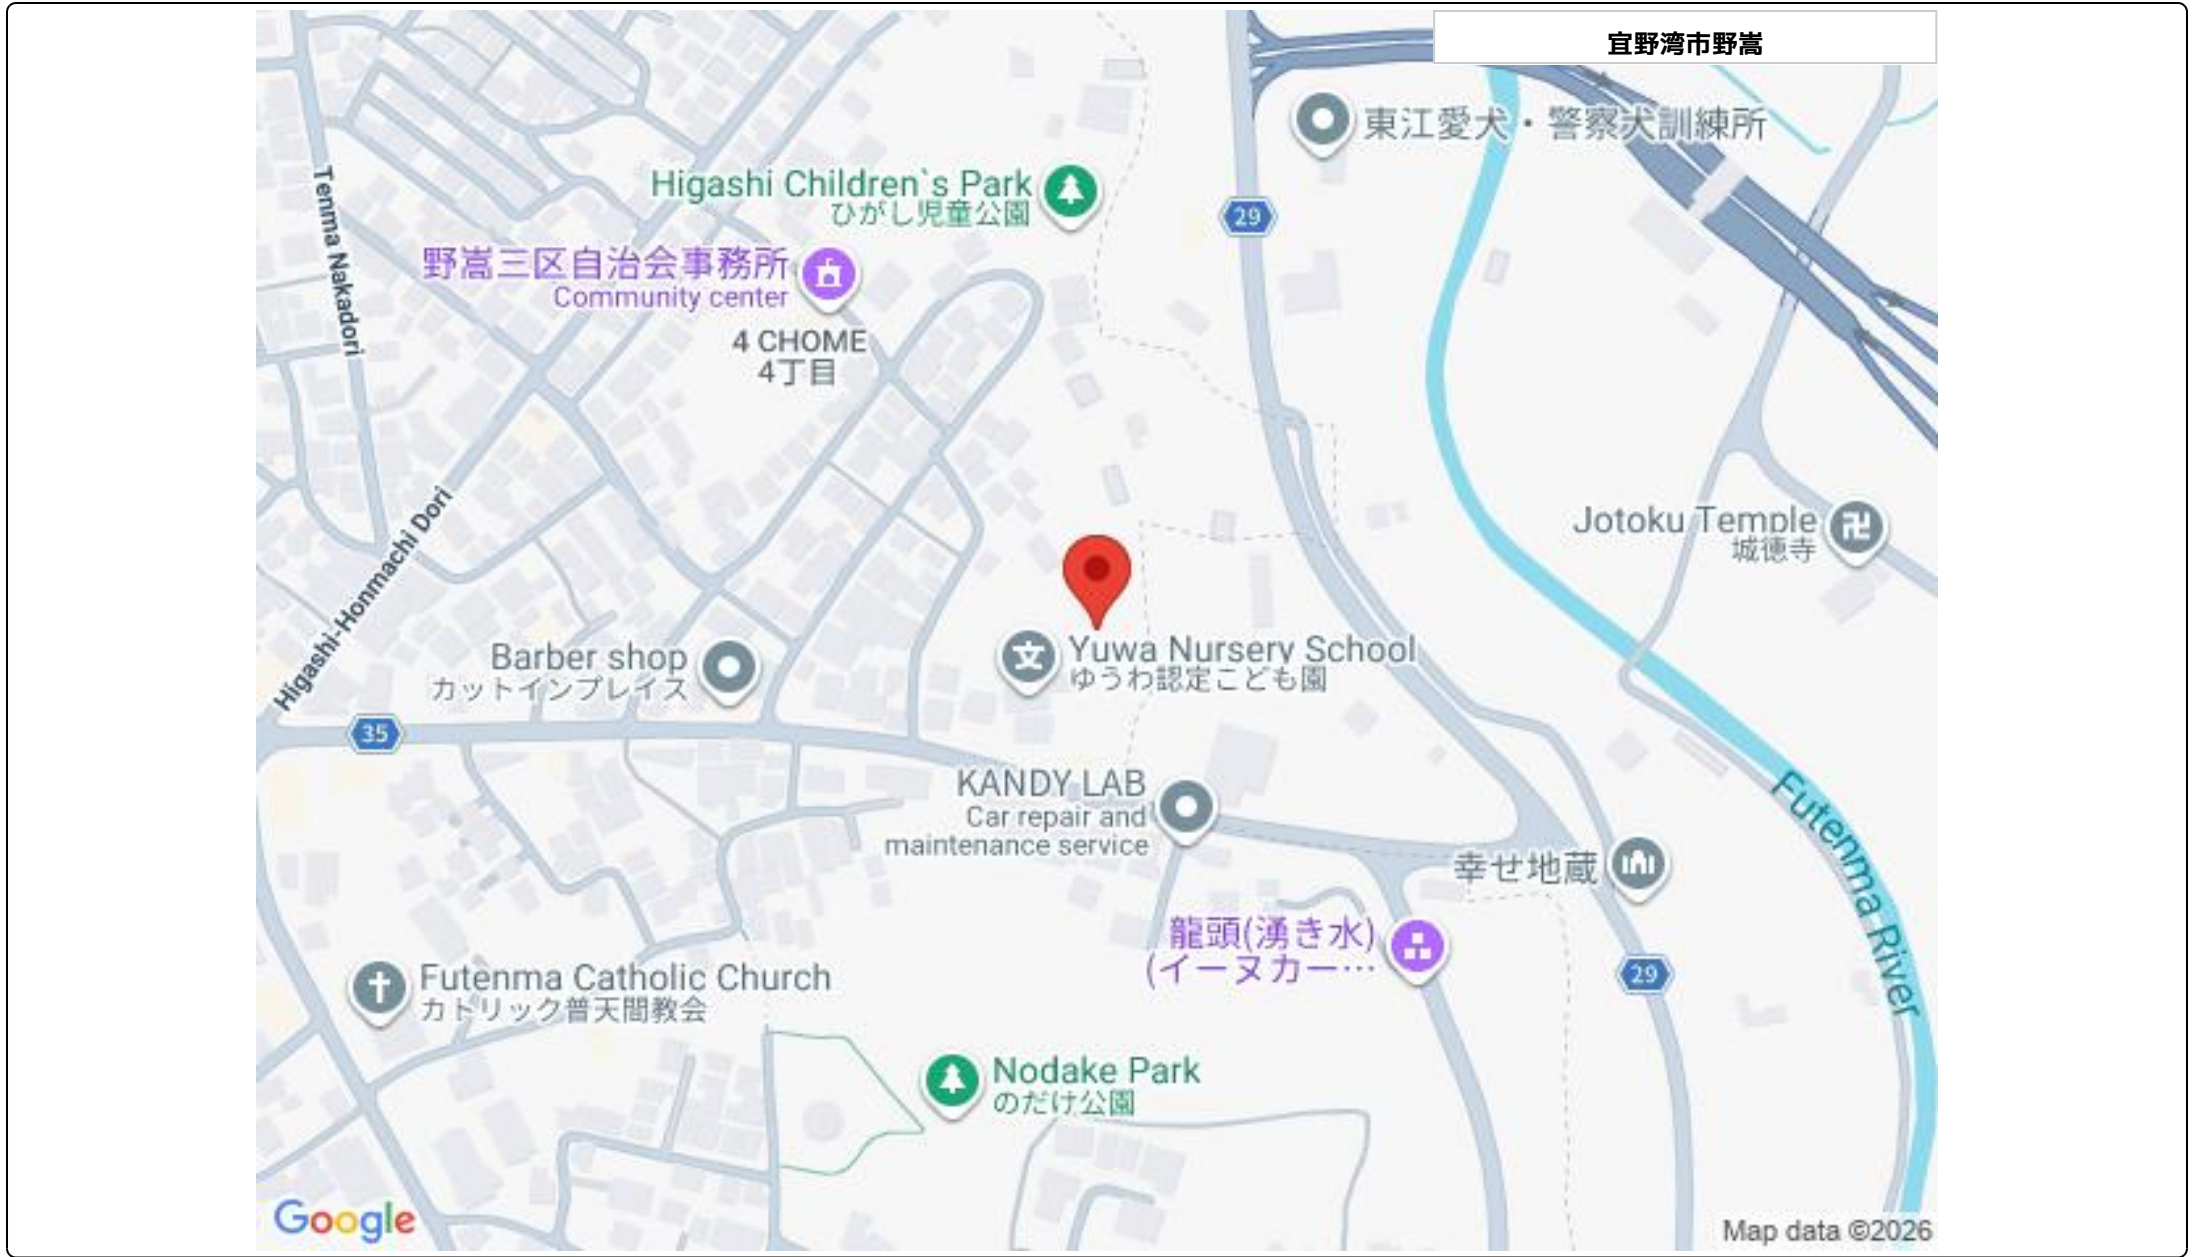 宜野湾市野嵩
東江愛犬・警察犬訓練所
Higashi Children`s Park
ひがし児童公園
29
Tenma Nakadori
野嵩三区自治会事務所
Community center
4 CHOME
4丁目
Higashi-Honmachi Dori
Jotoku Temple
城徳寺
Barber shop
カットインプレイス
Yuwa Nursery School
ゆうわ認定こども園
35
KANDY LAB
Car repair and
maintenance service
幸せ地蔵
Futenma River
龍頭(湧き水)
(イーヌカー…
29
Futenma Catholic Church
カトリック普天間教会
Nodake Park
のだけ公園
Google
Map data ©2026